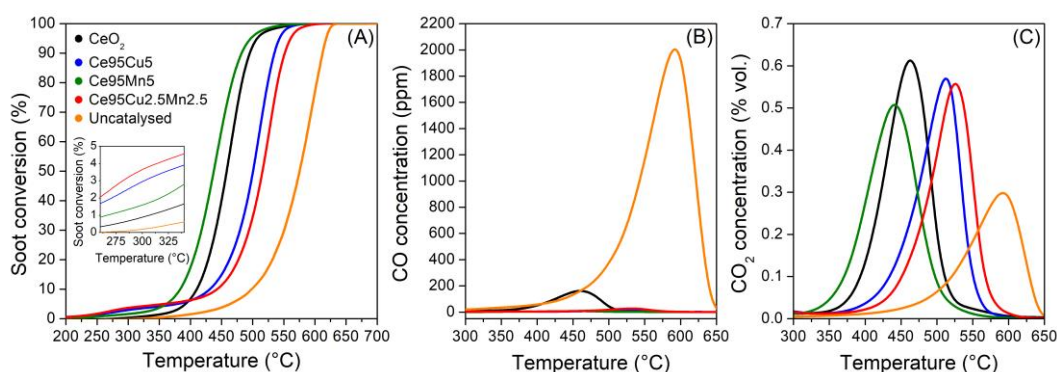 (A)
Soot conversion (%)
100
90
80
70
60
50
40
30
20
10
0
CeO₂
Ce95Cu5
Ce95Mn5
Ce95Cu2.5Mn2.5
Uncatalysed
Soot conversion (%)
5
4
3
2
1
0
275 300 325
Temperature (°C)
200 250 300 350 400 450 500 550 600 650 700
Temperature (°C)
(B)
CO concentration (ppm)
2200
2000
1800
1600
1400
1200
1000
800
600
400
200
0
300 350 400 450 500 550 600 650
Temperature (°C)
(C)
CO₂ concentration (% vol.)
0.7
0.6
0.5
0.4
0.3
0.2
0.1
0.0
300 350 400 450 500 550 600 650
Temperature (°C)